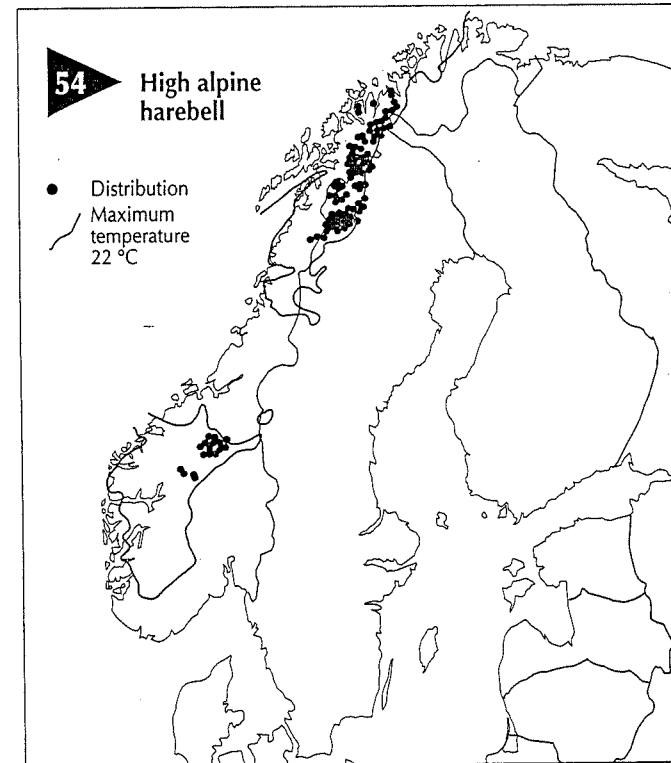 54
High alpine
harebell
Distribution
Maximum
temperature
22 °C